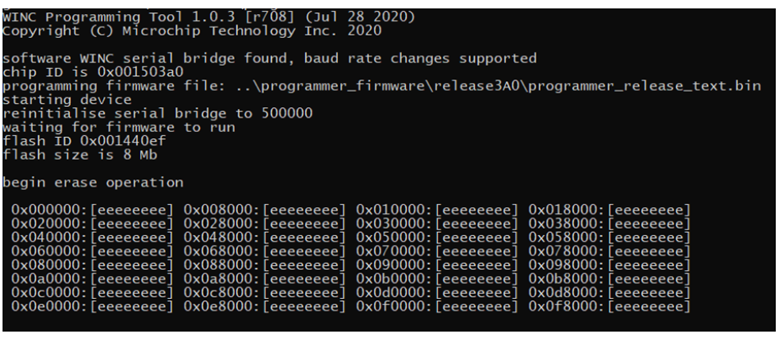 WINC Programming Tool 1.0.3 [r708] (Jul 28 2020)
Copyright (C) Microchip Technology Inc. 2020
software WINC serial bridge found, baud rate changes supported
chip ID is 0x001503a0
programming firmware file: ..\programmer_firmware\release3A0\programmer_release_text.bin
starting device
reinitialise serial bridge to 500000
waiting for firmware to run
flash ID 0x001440ef
flash size is 8 Mb
begin erase operation
0x000000:[eeeeeeee] 0x008000:[eeeeeeee] 0x010000:[eeeeeeee] 0x018000:[eeeeeeee]
0x020000:[eeeeeeee] 0x028000:[eeeeeeee] 0x030000:[eeeeeeee] 0x038000:[eeeeeeee]
0x040000:[eeeeeeee] 0x048000:[eeeeeeee] 0x050000:[eeeeeeee] 0x058000:[eeeeeeee]
0x060000:[eeeeeeee] 0x068000:[eeeeeeee] 0x070000:[eeeeeeee] 0x078000:[eeeeeeee]
0x080000:[eeeeeeee] 0x088000:[eeeeeeee] 0x090000:[eeeeeeee] 0x098000:[eeeeeeee]
0x0a0000:[eeeeeeee] 0x0a8000:[eeeeeeee] 0x0b0000:[eeeeeeee] 0x0b8000:[eeeeeeee]
0x0c0000:[eeeeeeee] 0x0c8000:[eeeeeeee] 0x0d0000:[eeeeeeee] 0x0d8000:[eeeeeeee]
0x0e0000:[eeeeeeee] 0x0e8000:[eeeeeeee] 0x0f0000:[eeeeeeee] 0x0f8000:[eeeeeeee]